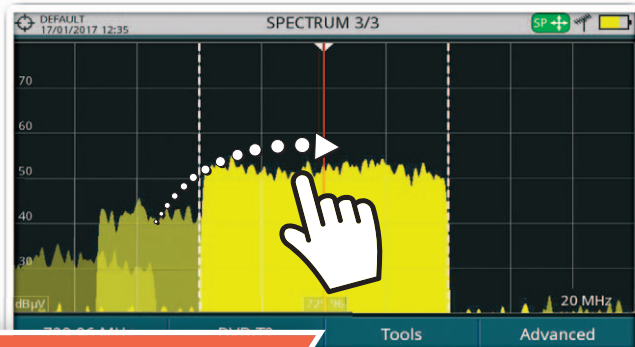 DEFAULT
17/01/2017 12:35
SPECTRUM 3/3
SP
70
60
50
40
30
dBµV
20 MHz
Tools
Advanced